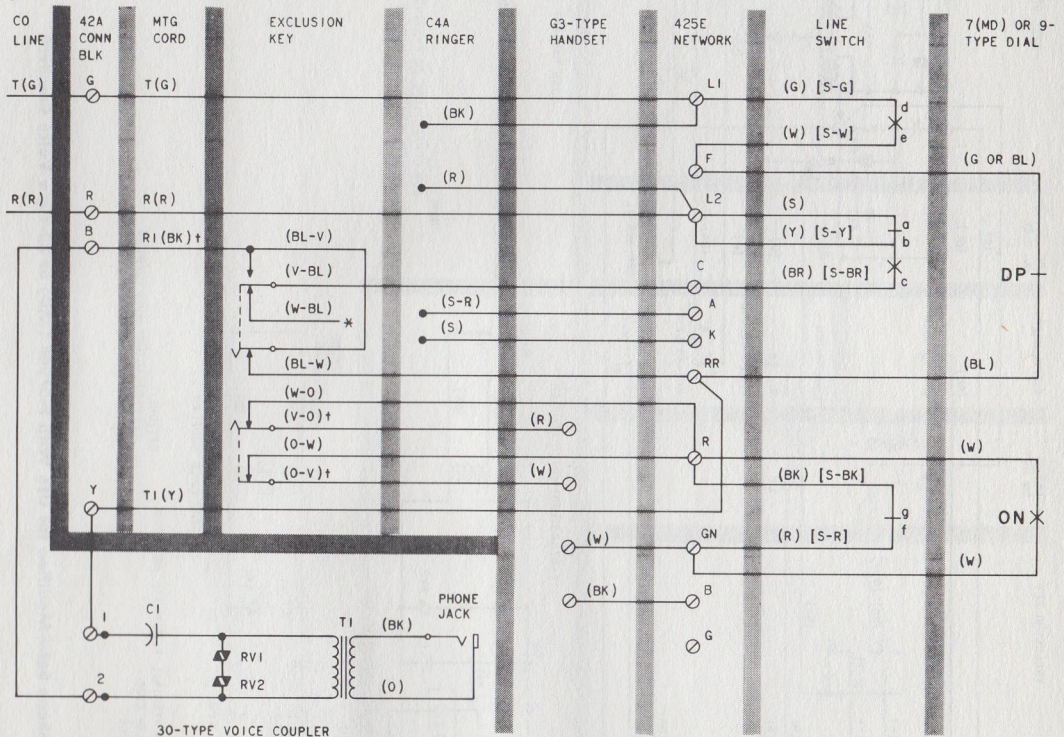 CO LINE
42A CONN BLK
MTG CORD
EXCLUSION KEY
C4A RINGER
G3-TYPE HANDSET
425E NETWORK
LINE SWITCH
7(MD) OR 9-TYPE DIAL
T(G)
G
T(G)
L1
(G) [S-G]
d
(BK)
(W) [S-W]
e
F
(G OR BL)
(R)
R(R)
R
R(R)
L2
(S)
a
B
R1(BK)†
(BL-V)
(Y) [S-Y]
b
(V-BL)
C
(BR) [S-BR]
c
DP
(W-BL)
*
(S-R)
A
(S)
K
(BL-W)
RR
(BL)
(W-O)
(V-O)†
(R)
(O-W)
R
(W)
(O-V)†
(W)
(BK) [S-BK]
Y
T1(Y)
g
f
ON
(W)
GN
(R) [S-R]
(W)
(BK)
B
G
1
C1
T1
(BK)
PHONE JACK
RV1
RV2
2
(O)
30-TYPE VOICE COUPLER